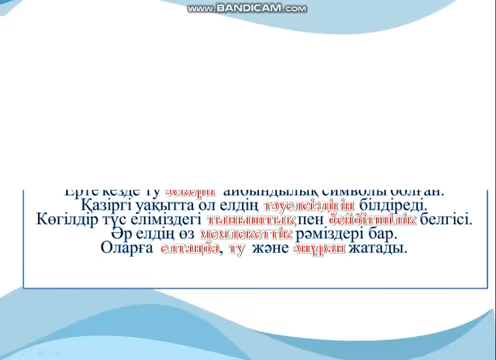 www.BANDICAM.com
Ерте кезде ту әскери айбындылық символы болған.
Қазіргі уақытта ол елдің тәуелсіздігін білдіреді.
Көгілдір түс еліміздегі тыныштық пен бейбітшілік белгісі.
Әр елдің өз мемлекеттік рәміздері бар.
Оларға елтаңба, ту және әнұран жатады.